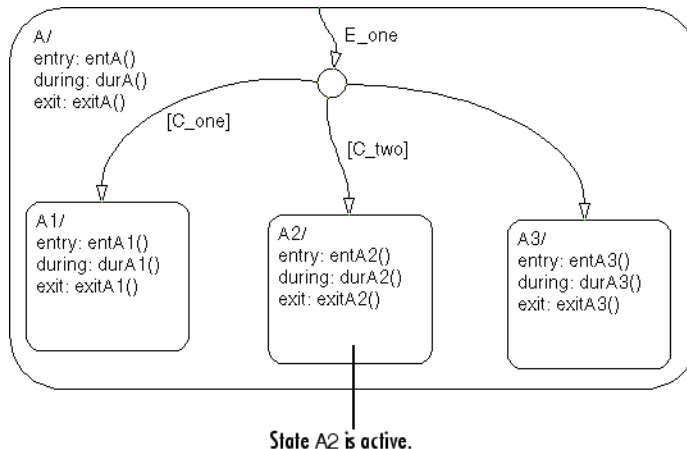 A/
entry: entA()
during: durA()
exit: exitA()
E_one
[C_one]
[C_two]
A1/
entry: entA1()
during: durA1()
exit: exitA1()
A2/
entry: entA2()
during: durA2()
exit: exitA2()
A3/
entry: entA3()
during: durA3()
exit: exitA3()
State A2 is active.